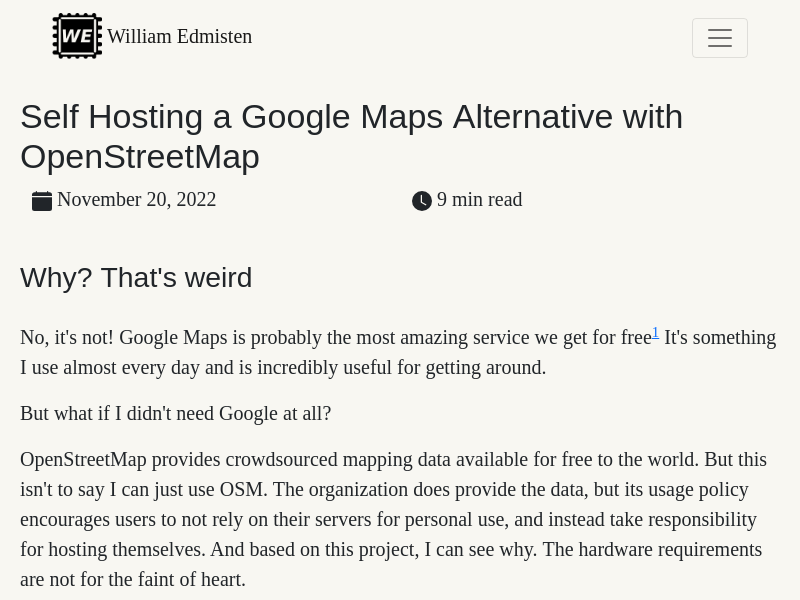 WE William Edmisten
Self Hosting a Google Maps Alternative with
OpenStreetMap
November 20, 2022 9 min read
Why? That's weird
No, it's not! Google Maps is probably the most amazing service we get for free1 It's something
I use almost every day and is incredibly useful for getting around.
But what if I didn't need Google at all?
OpenStreetMap provides crowdsourced mapping data available for free to the world. But this
isn't to say I can just use OSM. The organization does provide the data, but its usage policy
encourages users to not rely on their servers for personal use, and instead take responsibility
for hosting themselves. And based on this project, I can see why. The hardware requirements
are not for the faint of heart.